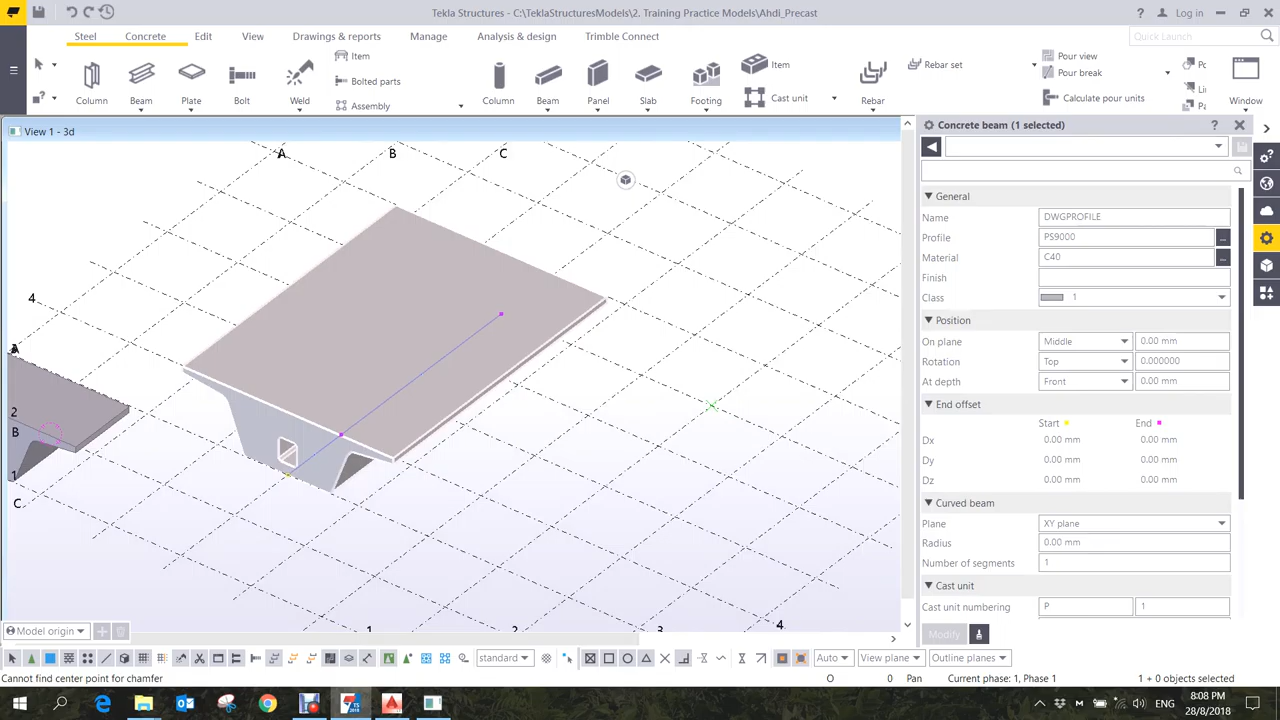 Tekla Structures - C:\TeklaStructuresModels\2. Training Practice Models\Ahdi_Precast
Log in
Steel Concrete Edit View Drawings & reports Manage Analysis & design Trimble Connect
Quick Launch
Item
Bolted parts
Assembly
Column Beam Plate Bolt Weld
Column Beam Panel Slab Footing
Item
Cast unit
Rebar
Rebar set
Pour view
Pour break
Calculate pour units
Window
View 1 - 3d
A B C
4
A
2
B
1
C
1 2 3 4
Concrete beam (1 selected)
General
Name DWGPROFILE
Profile PS9000
Material C40
Finish
Class 1
Position
On plane Middle 0.00 mm
Rotation Top 0.000000
At depth Front 0.00 mm
End offset
Start End
Dx 0.00 mm 0.00 mm
Dy 0.00 mm 0.00 mm
Dz 0.00 mm 0.00 mm
Curved beam
Plane XY plane
Radius 0.00 mm
Number of segments 1
Cast unit
Cast unit numbering P 1
Modify
Model origin
standard
Auto View plane Outline planes
Cannot find center point for chamfer
O 0 Pan Current phase: 1, Phase 1 1 + 0 objects selected
ENG
8:08 PM
28/8/2018